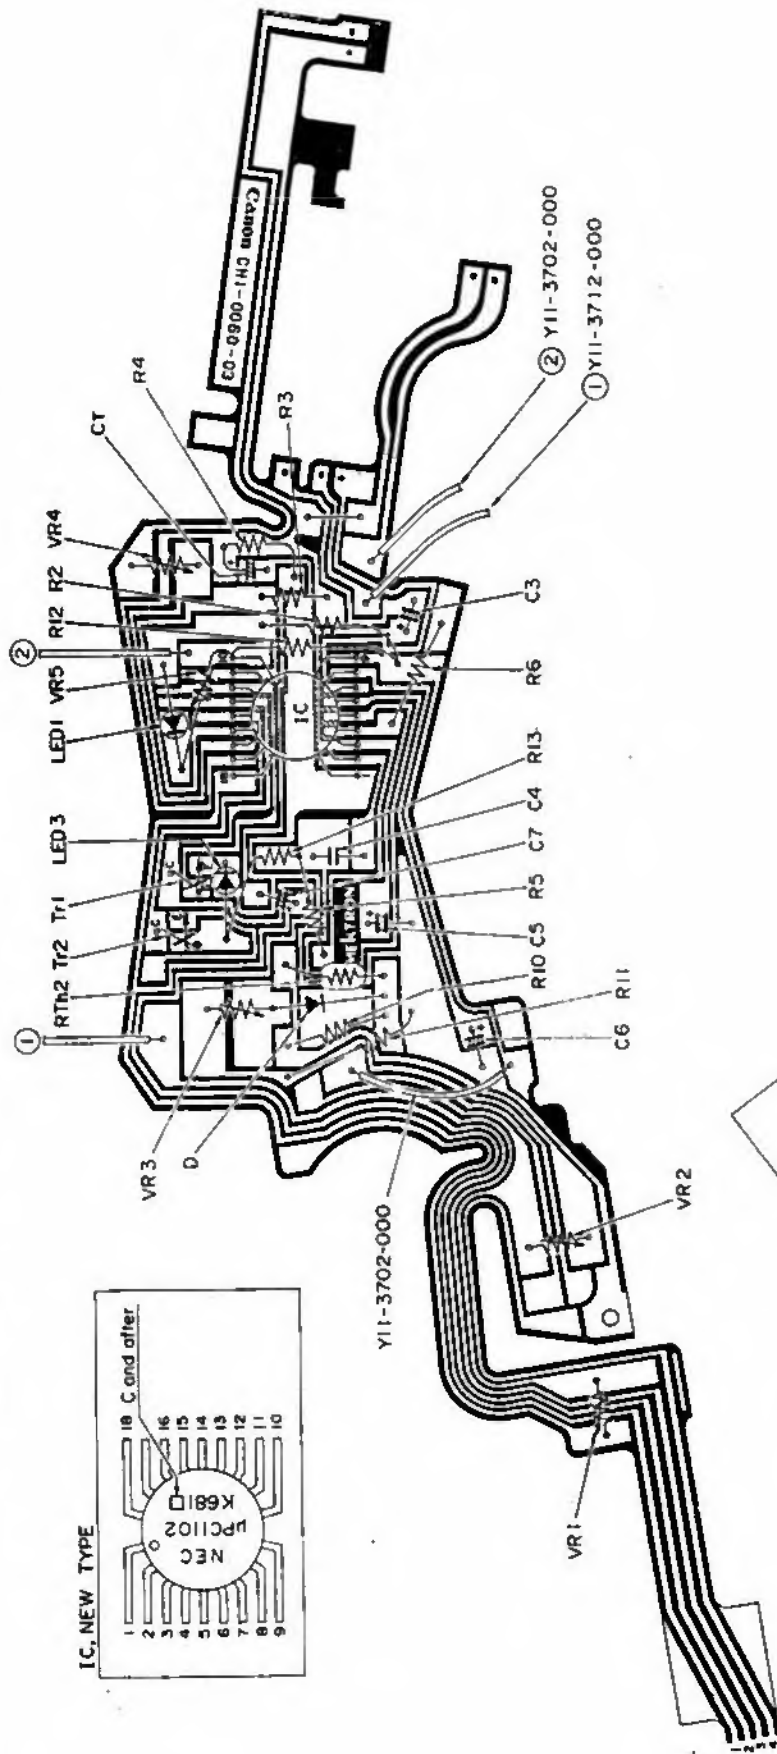 Canon CH1-0060-03
② Y11-3702-000
① Y11-3712-000
R4
CT
R3
VR4
R2
R12
②
VR5
LED1
C3
R6
IC
R13
C4
C7
R5
C5
R10
R11
C6
LED3
Tr1
Tr2
RTh2
①
VR3
D
Y11-3702-000
VR2
VR1
IC, NEW TYPE
C and after
NEC
μPC1102
K681□
1
2
3
4
5
6
7
8
9
18
16
15
14
13
12
11
10